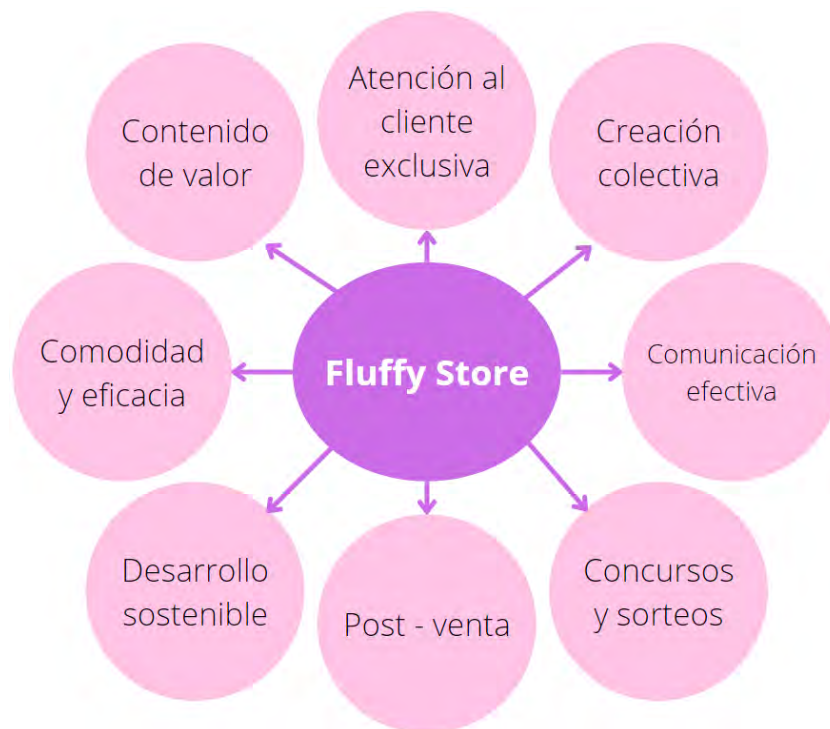 Atención al
cliente
exclusiva
Contenido
de valor
Creación
colectiva
Comodidad
y eficacia
Fluffy Store
Comunicación
efectiva
Desarrollo
sostenible
Post - venta
Concursos
y sorteos